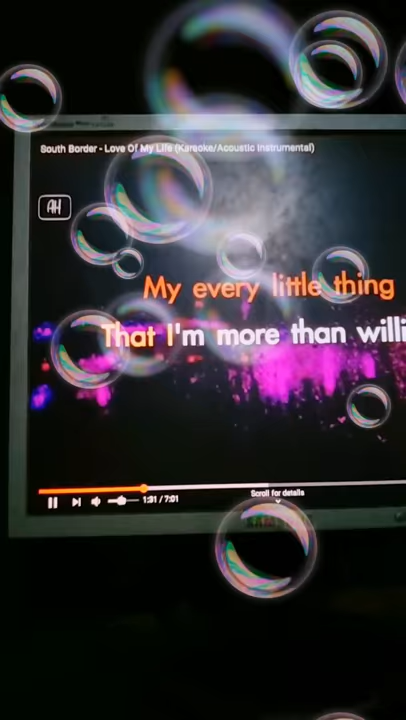 South Border - Love Of My Life (Karaoke/Acoustic Instrumental)
AH
My every little thing
That I'm more than willi
1:31 / 7:01
Scroll for details